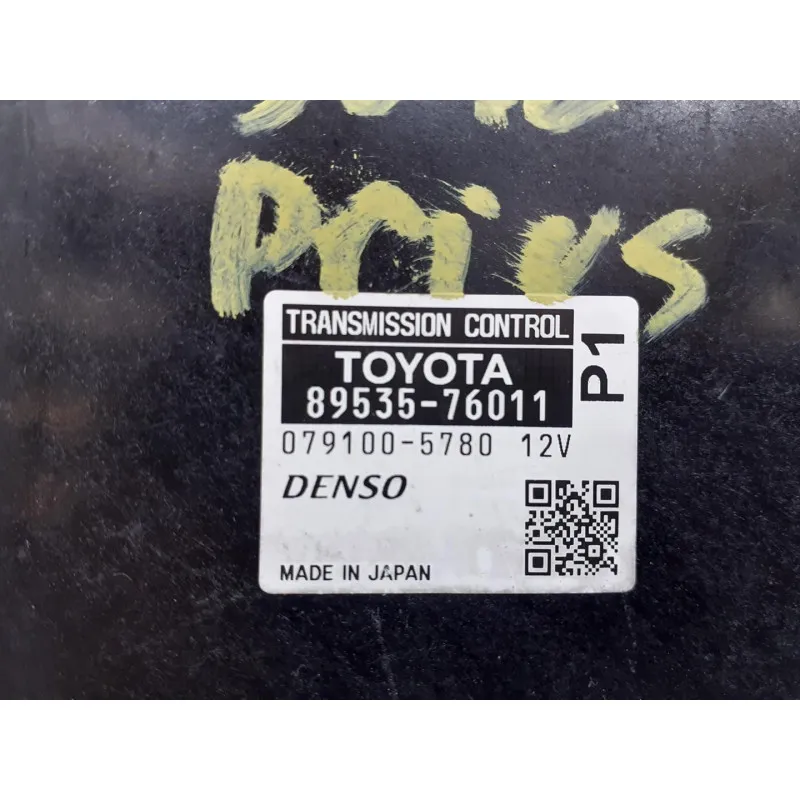 Prius
TRANSMISSION CONTROL
TOYOTA
89535-76011
P1
079100-5780 12V
DENSO
MADE IN JAPAN